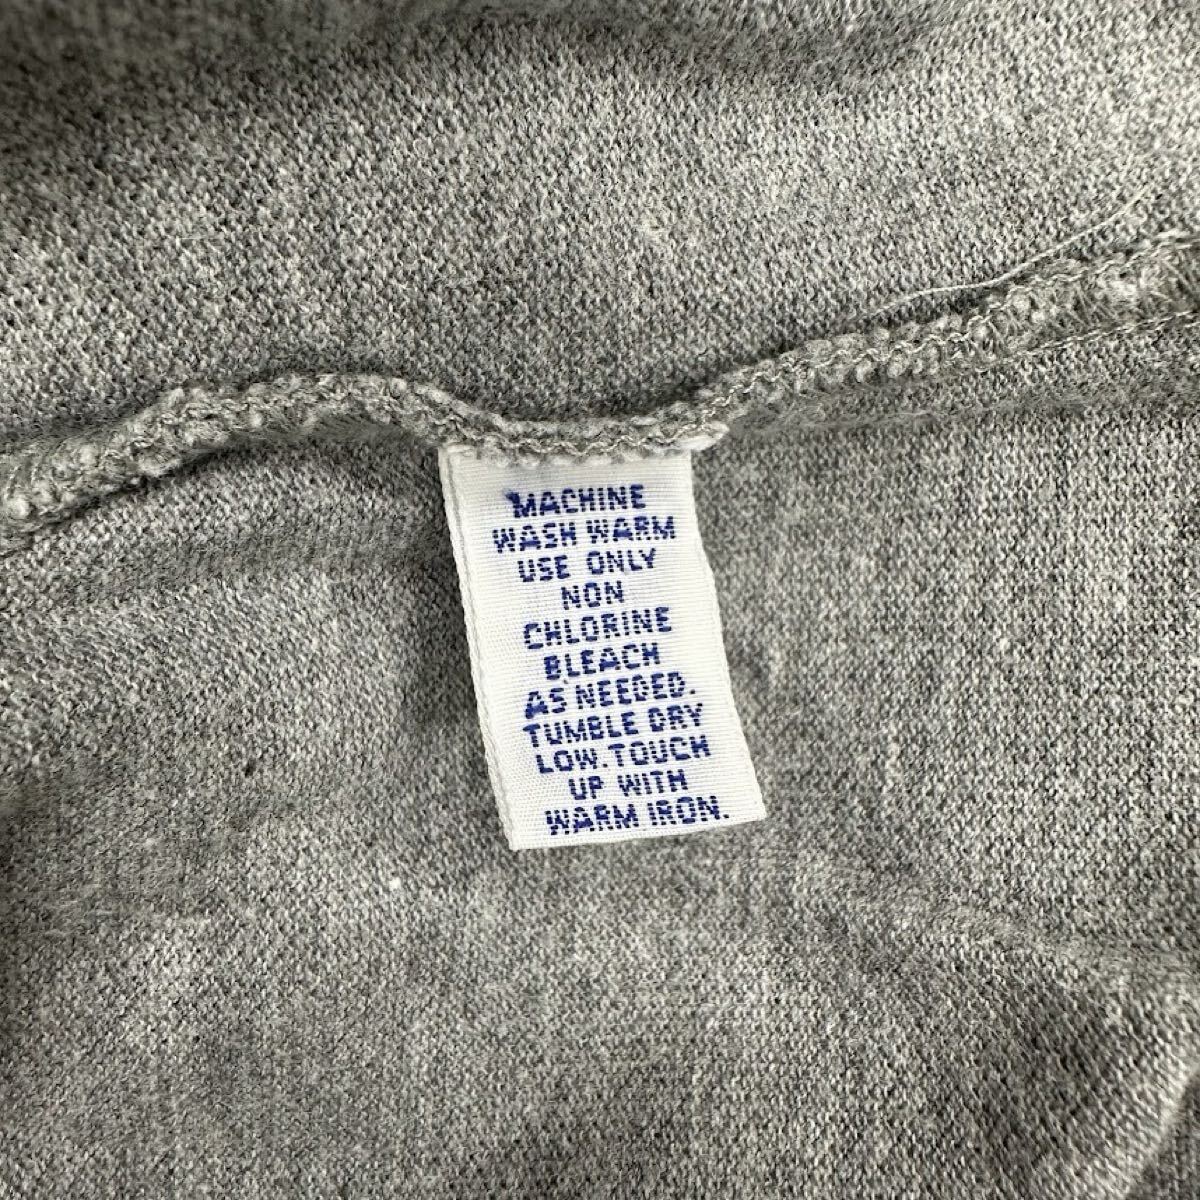 MACHINE
WASH WARM
USE ONLY
NON
CHLORINE
BLEACH
AS NEEDED.
TUMBLE DRY
LOW. TOUCH
UP WITH
WARM IRON.